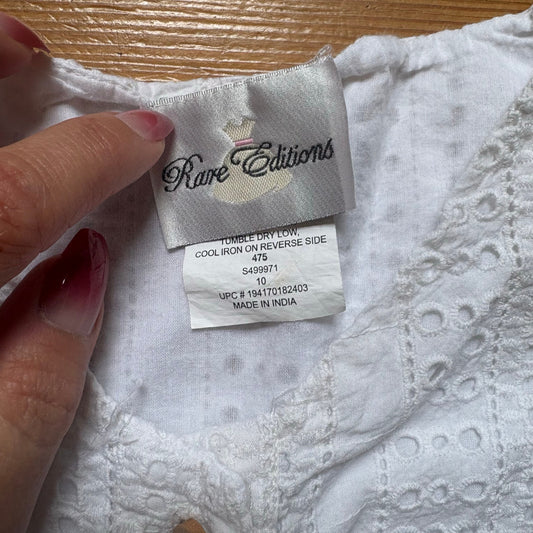 Rare Editions
TUMBLE DRY LOW,
COOL IRON ON REVERSE SIDE
475
S499971
10
UPC # 194170182403
MADE IN INDIA